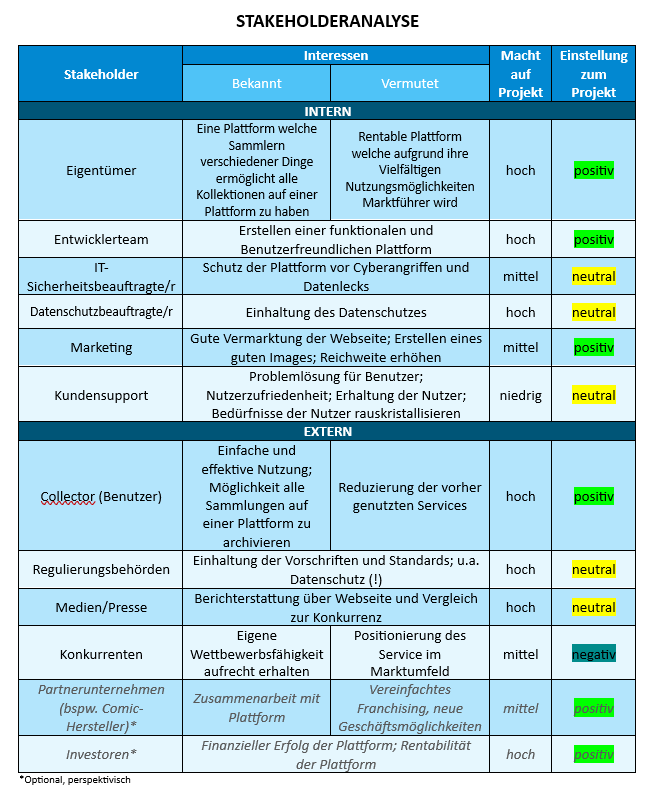 STAKEHOLDERANALYSE
Stakeholder
Interessen
Macht
auf
Projekt
Einstellung
zum
Projekt
Bekannt
Vermutet
INTERN
Eigentümer
Eine Plattform welche
Sammlern
verschiedener Dinge
ermöglicht alle
Kollektionen auf einer
Plattform zu haben
Rentable Plattform
welche aufgrund ihre
Vielfältigen
Nutzungsmöglichkeiten
Marktführer wird
hoch
positiv
Entwicklerteam
Erstellen einer funktionalen und
Benutzerfreundlichen Plattform
hoch
positiv
IT-
Sicherheitsbeauftragte/r
Schutz der Plattform vor Cyberangriffen und
Datenlecks
mittel
neutral
Datenschutzbeauftragte/r
Einhaltung des Datenschutzes
hoch
neutral
Marketing
Gute Vermarktung der Webseite; Erstellen eines
guten Images; Reichweite erhöhen
mittel
positiv
Kundensupport
Problemlösung für Benutzer;
Nutzerzufriedenheit; Erhaltung der Nutzer;
Bedürfnisse der Nutzer rauskristallisieren
niedrig
neutral
EXTERN
Collector (Benutzer)
Einfache und
effektive Nutzung;
Möglichkeit alle
Sammlungen auf
einer Plattform zu
archivieren
Reduzierung der vorher
genutzten Services
hoch
positiv
Regulierungsbehörden
Einhaltung der Vorschriften und Standards; u.a.
Datenschutz (!)
hoch
neutral
Medien/Presse
Berichterstattung über Webseite und Vergleich
zur Konkurrenz
hoch
neutral
Konkurrenten
Eigene
Wettbewerbsfähigkeit
aufrecht erhalten
Positionierung des
Service im
Marktumfeld
mittel
negativ
Partnerunternehmen
(bspw. Comic-
Hersteller)*
Zusammenarbeit mit
Plattform
Vereinfachtes
Franchising, neue
Geschäftsmöglichkeiten
mittel
positiv
Investoren*
Finanzieller Erfolg der Plattform; Rentabilität
der Plattform
hoch
positiv
*Optional, perspektivisch